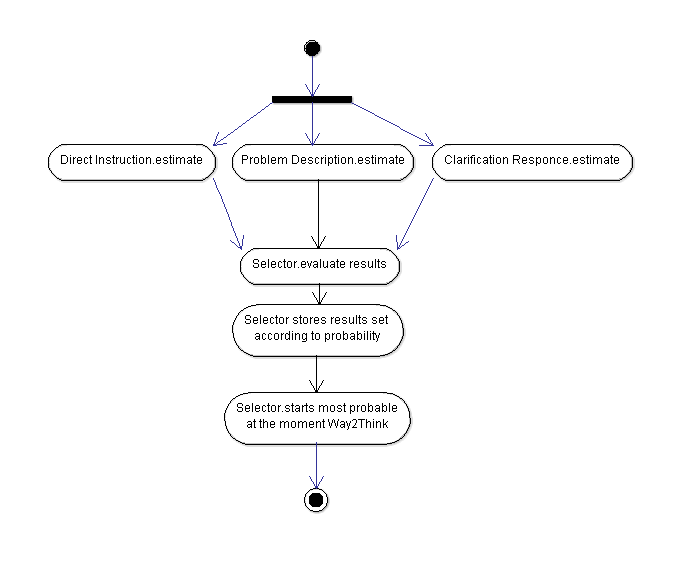 Direct Instruction.estimate
Problem Description.estimate
Clarification Responce.estimate
Selector.evaluate results
Selector stores results set
according to probability
Selector.starts most probable
at the moment Way2Think